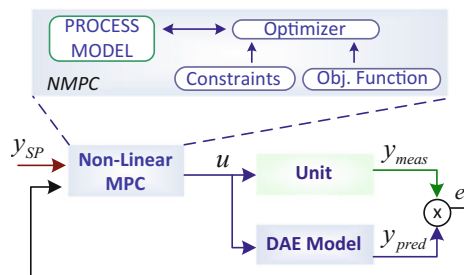 PROCESS
MODEL
Optimizer
NMPC
Constraints
Obj. Function
y_SP
Non-Linear
MPC
u
Unit
y_meas
x
e
DAE Model
y_pred